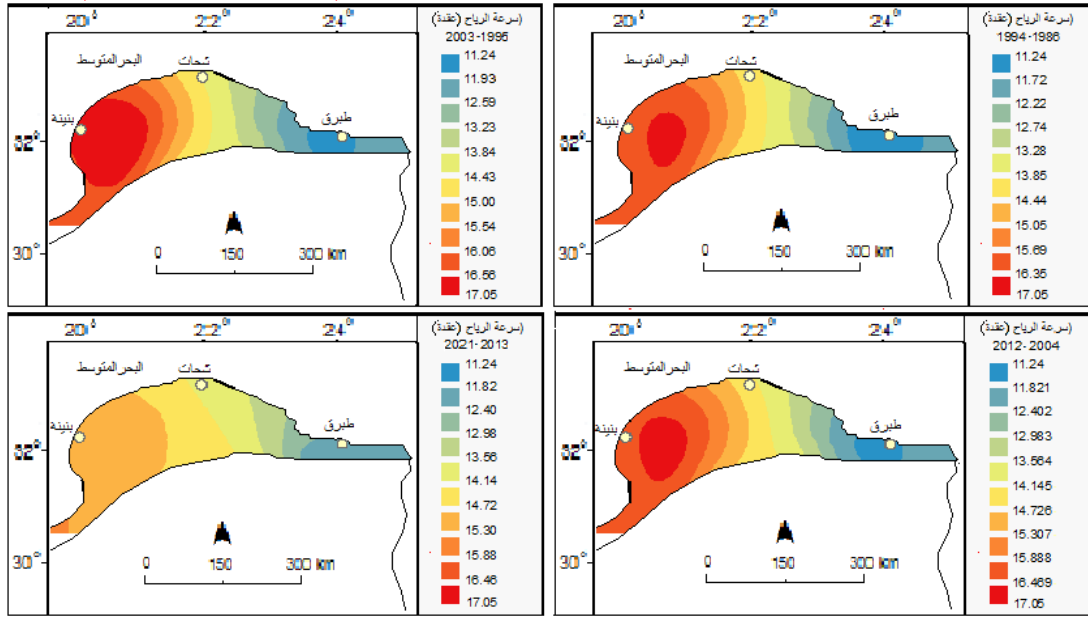 20° 22° 24°
سرعة الرياح (عقدة)
2003-1995
البحر المتوسط
شحات
بنينة
طبرق
32°
30°
0 150 300 km
11.24
11.93
12.59
13.23
13.84
14.43
15.00
15.54
16.06
16.56
17.05
20° 22° 24°
سرعة الرياح (عقدة)
1994-1986
البحر المتوسط
شحات
بنينة
طبرق
32°
30°
0 150 300 km
11.24
11.72
12.22
12.74
13.28
13.85
14.44
15.05
15.69
16.35
17.05
20° 22° 24°
سرعة الرياح (عقدة)
2021-2013
البحر المتوسط
شحات
بنينة
طبرق
32°
30°
0 150 300 km
11.24
11.82
12.40
12.98
13.56
14.14
14.72
15.30
15.88
16.46
17.05
20° 22° 24°
سرعة الرياح (عقدة)
2012-2004
البحر المتوسط
شحات
بنينة
طبرق
32°
30°
0 150 300 km
11.24
11.821
12.402
12.983
13.564
14.145
14.726
15.307
15.888
16.469
17.05